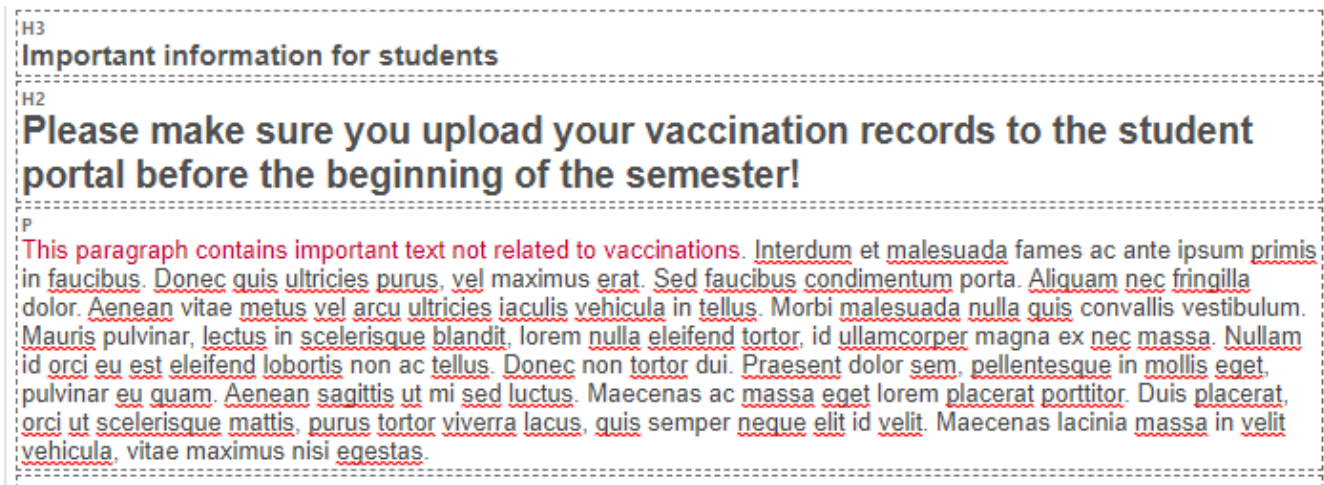 H3
Important information for students
H2
Please make sure you upload your vaccination records to the student
portal before the beginning of the semester!
P
This paragraph contains important text not related to vaccinations. Interdum et malesuada fames ac ante ipsum primis
in faucibus. Donec quis ultricies purus, vel maximus erat. Sed faucibus condimentum porta. Aliquam nec fringilla
dolor. Aenean vitae metus vel arcu ultricies iaculis vehicula in tellus. Morbi malesuada nulla quis convallis vestibulum.
Mauris pulvinar, lectus in scelerisque blandit, lorem nulla eleifend tortor, id ullamcorper magna ex nec massa. Nullam
id orci eu est eleifend lobortis non ac tellus. Donec non tortor dui. Praesent dolor sem, pellentesque in mollis eget,
pulvinar eu quam. Aenean sagittis ut mi sed luctus. Maecenas ac massa eget lorem placerat porttitor. Duis placerat,
orci ut scelerisque mattis, purus tortor viverra lacus, quis semper neque elit id velit. Maecenas lacinia massa in velit
vehicula, vitae maximus nisi egestas.